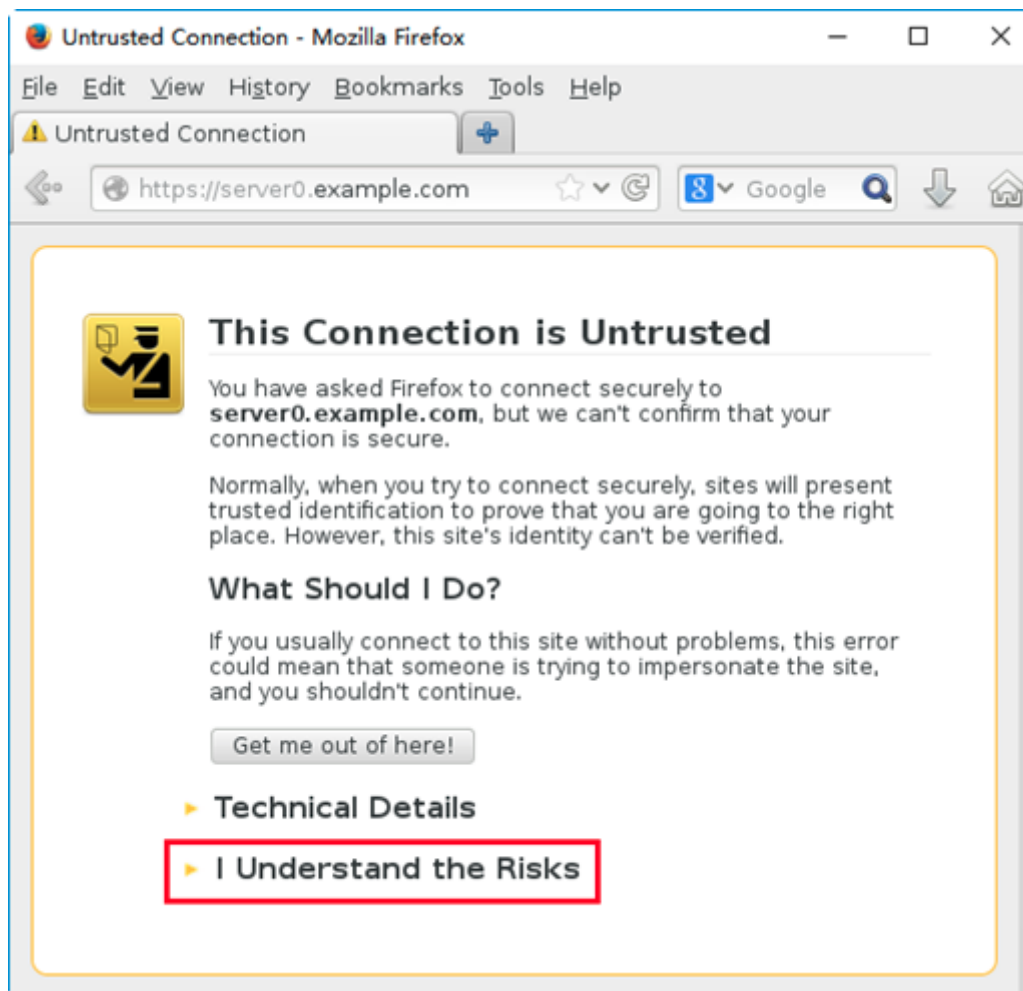 Untrusted Connection - Mozilla Firefox
File Edit View History Bookmarks Tools Help
Untrusted Connection
https://server0.example.com
8 Google
This Connection is Untrusted
You have asked Firefox to connect securely to
server0.example.com, but we can't confirm that your
connection is secure.
Normally, when you try to connect securely, sites will present
trusted identification to prove that you are going to the right
place. However, this site's identity can't be verified.
What Should I Do?
If you usually connect to this site without problems, this error
could mean that someone is trying to impersonate the site,
and you shouldn't continue.
Get me out of here!
Technical Details
I Understand the Risks